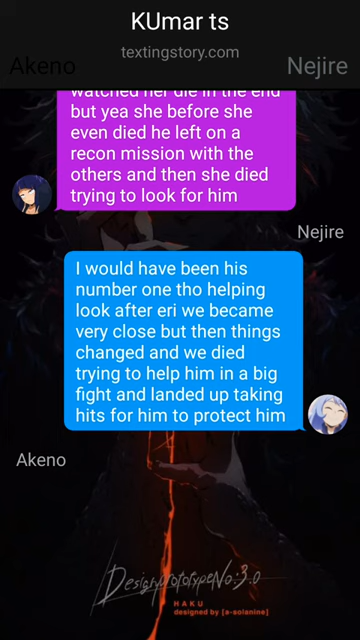 KUmar ts
textingstory.com
Akeno
Nejire
watched her die in the end
but yea she before she
even died he left on a
recon mission with the
others and then she died
trying to look for him
Nejire
I would have been his
number one tho helping
look after eri we became
very close but then things
changed and we died
trying to help him in a big
fight and landed up taking
hits for him to protect him
Akeno
DesignprototypeNo:3.0
HAKU
designed by [a-solanine]